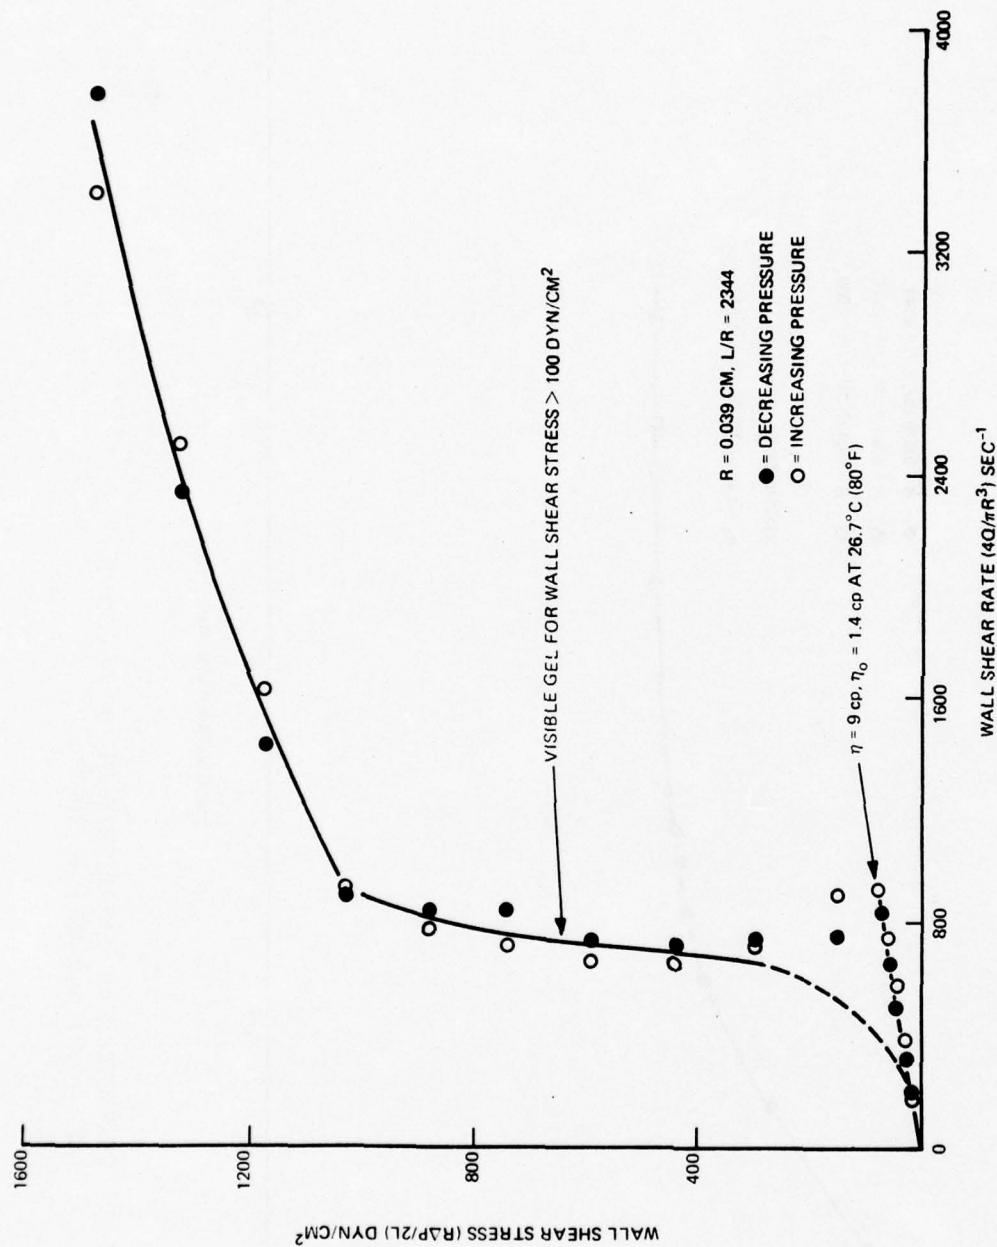 1600
1200
800
400
0
800
1600
2400
3200
4000
WALL SHEAR STRESS (RΔP/2L) DYN/CM²
WALL SHEAR RATE (4Q/πR³) SEC⁻¹
VISIBLE GEL FOR WALL SHEAR STRESS > 100 DYN/CM²
R = 0.039 CM, L/R = 2344
● = DECREASING PRESSURE
○ = INCREASING PRESSURE
η = 9 cp, ηₒ = 1.4 cp AT 26.7°C (80°F)